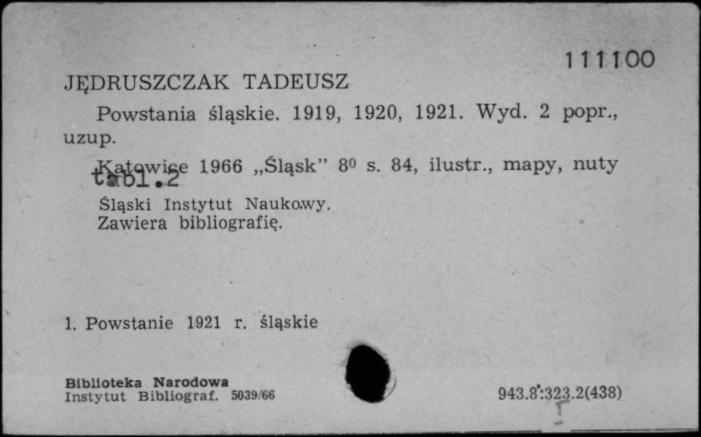 111100
JĘDRUSZCZAK TADEUSZ
Powstania śląskie. 1919, 1920, 1921. Wyd. 2 popr.,
uzup.
Katowice 1966 „Śląsk” 8⁰ s. 84, ilustr., mapy, nuty
tabl.2
Śląski Instytut Naukowy.
Zawiera bibliografię.
1. Powstanie 1921 r. śląskie
Biblioteka Narodowa
Instytut Bibliograf. 5039/66
943.8":323.2(438)